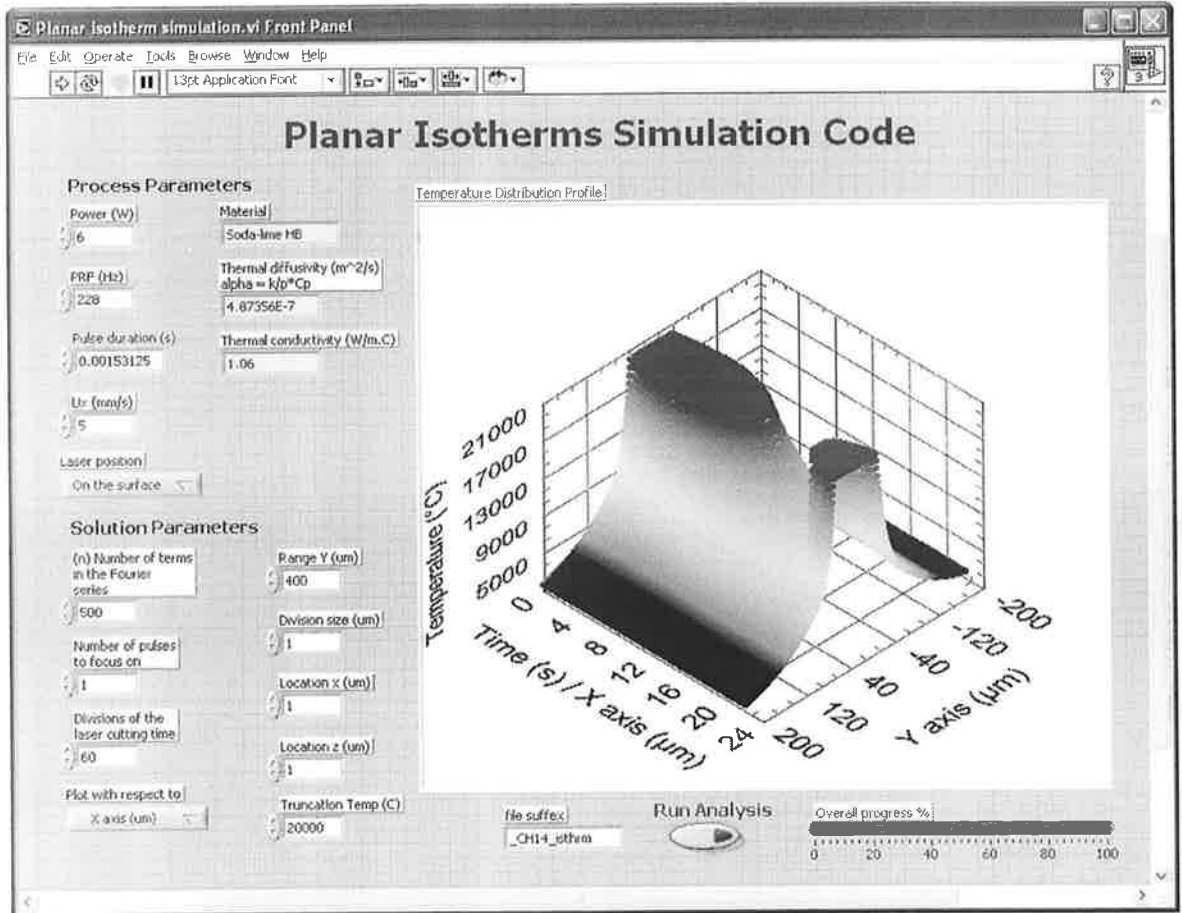 Planar isotherm simulation.vi Front Panel
File Edit Operate Tools Browse Window Help
13pt Application Font
3
Planar Isotherms Simulation Code
Process Parameters
Power (W)
6
PRF (Hz)
228
Pulse duration (s)
0.00153125
Ux (mm/s)
5
Laser position
On the surface
Material
Soda-lime HB
Thermal diffusivity (m^2/s)
alpha = k/p*Cp
4.87356E-7
Thermal conductivity (W/m.C)
1.06
Solution Parameters
(n) Number of terms
in the Fourier
series
500
Number of pulses
to focus on
1
Divisions of the
laser cutting time
60
Plot with respect to
X axis (um)
Range Y (um)
400
Division size (um)
1
Location x (um)
1
Location z (um)
1
Truncation Temp (C)
20000
Temperature Distribution Profile
Temperature (°C)
21000
17000
13000
9000
5000
0
4
8
12
16
20
24
Time (s) / X axis (µm)
-200
-120
-40
40
120
200
Y axis (µm)
file suffex
_CH14_isthrm
Run Analysis
Overall progress %
0 20 40 60 80 100